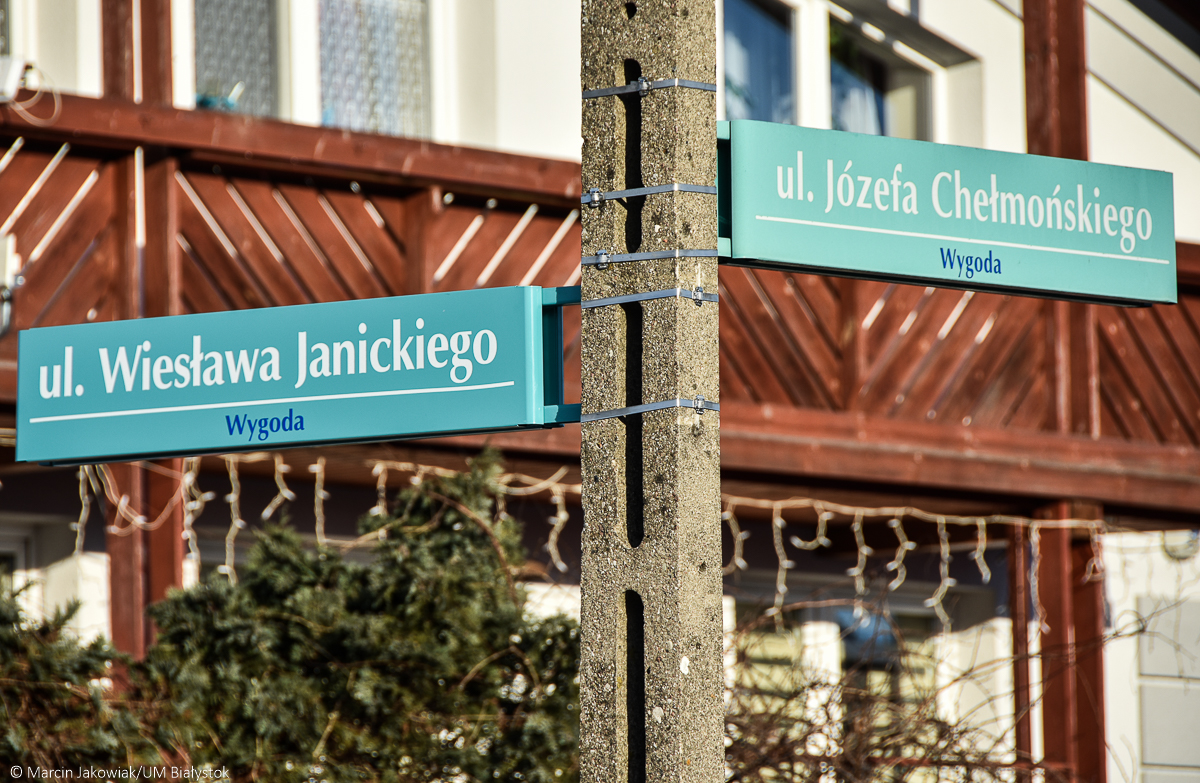 ul. Józefa Chełmońskiego
Wygoda
ul. Wiesława Janickiego
Wygoda
© Marcin Jakowiak/UM Białystok